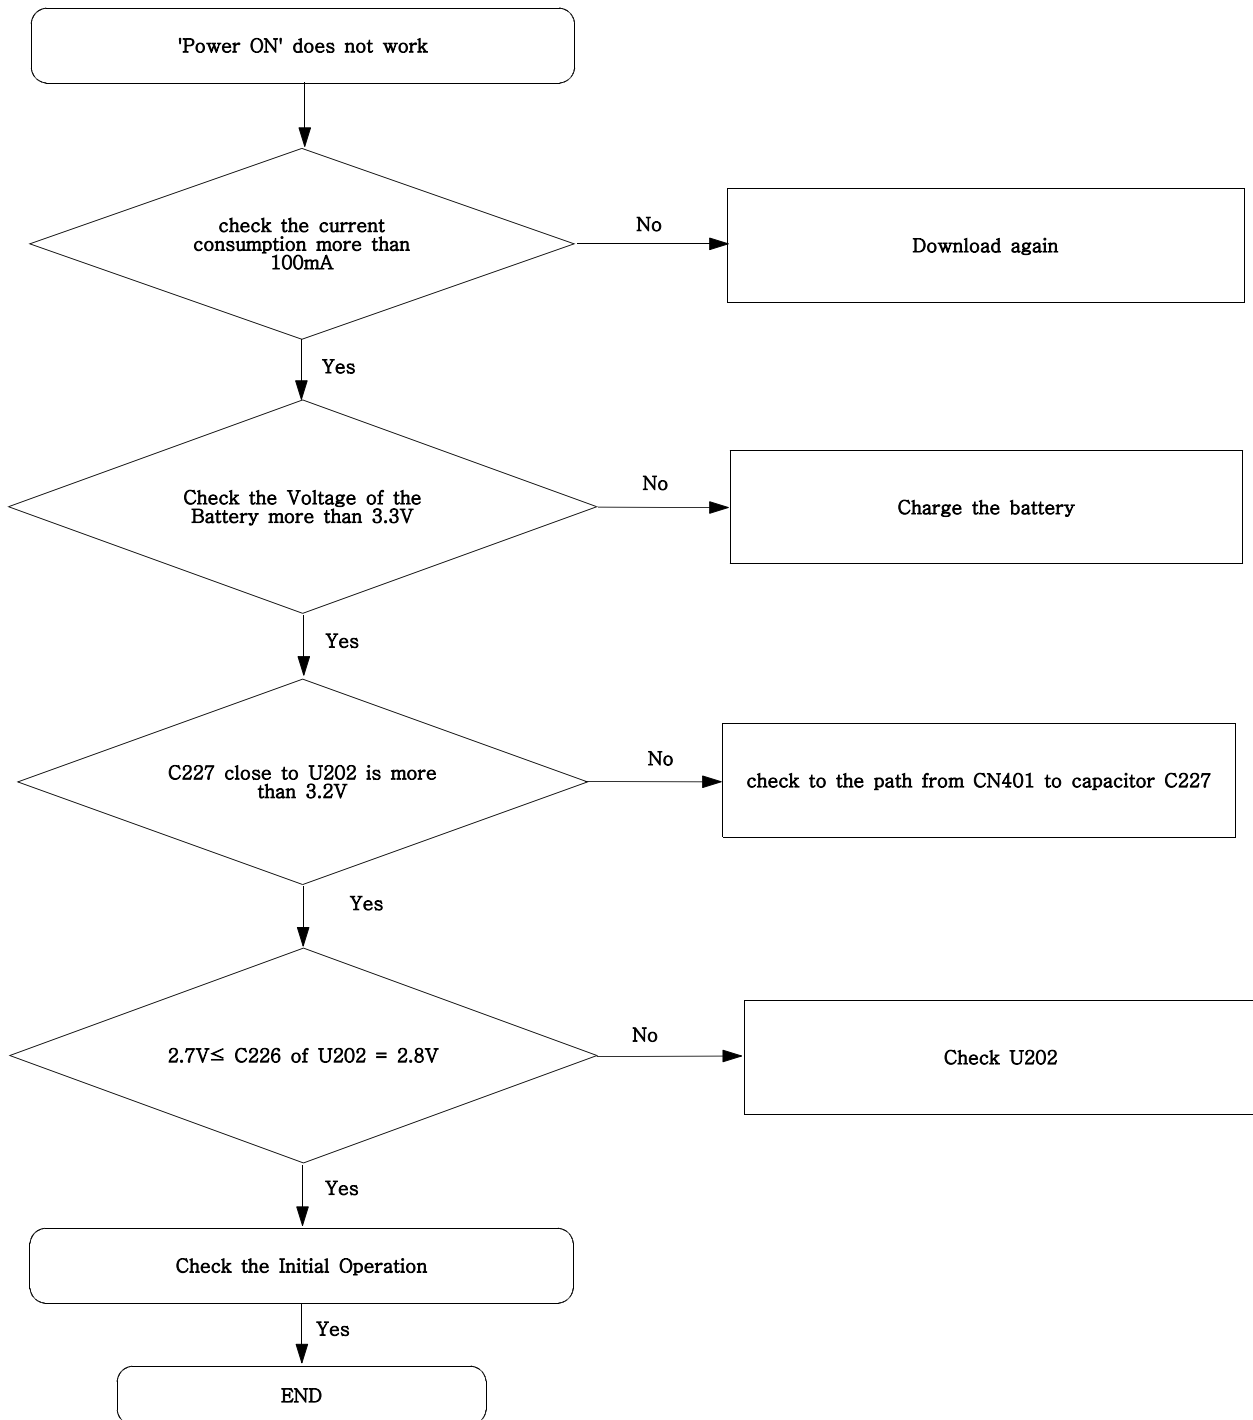 'Power ON' does not work
check the current
consumption more than
100mA
No
Download again
Yes
Check the Voltage of the
Battery more than 3.3V
No
Charge the battery
Yes
C227 close to U202 is more
than 3.2V
No
check to the path from CN401 to capacitor C227
Yes
2.7V≤ C226 of U202 = 2.8V
No
Check U202
Yes
Check the Initial Operation
Yes
END